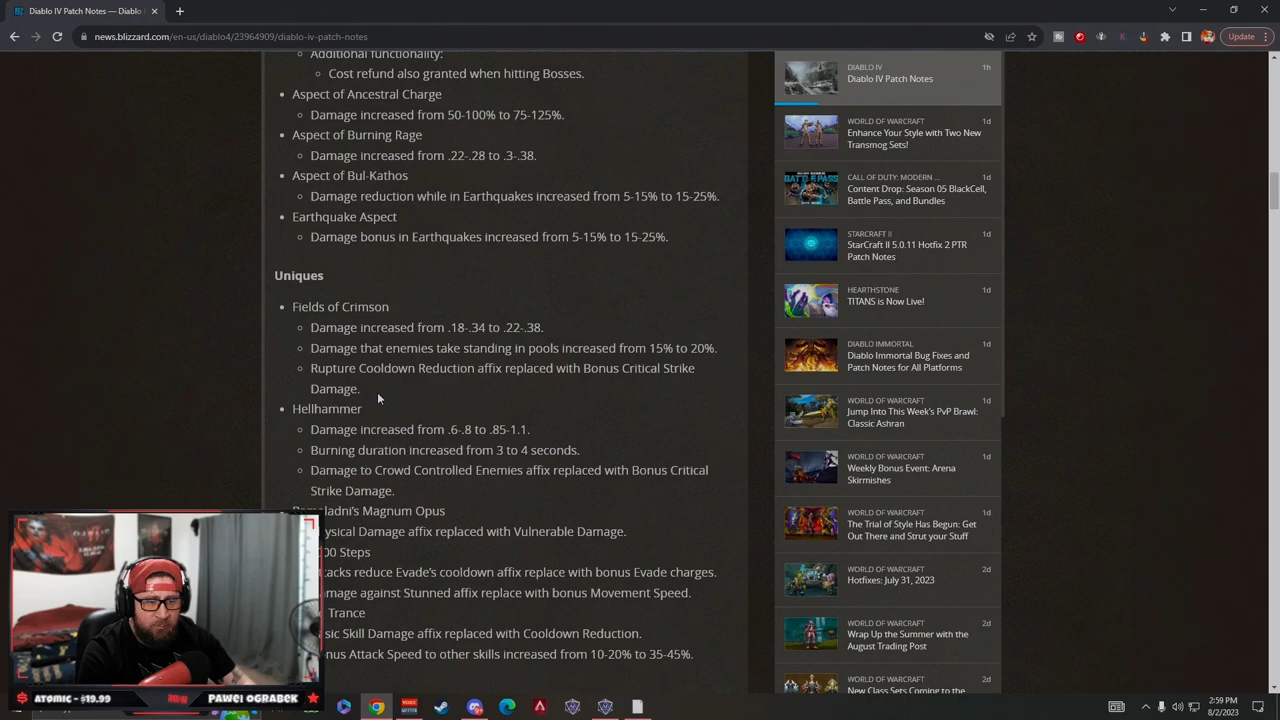 Diablo IV Patch Notes — Diablo I
news.blizzard.com/en-us/diablo4/23964909/diablo-iv-patch-notes
Update
Additional functionality:
Cost refund also granted when hitting Bosses.
Aspect of Ancestral Charge
Damage increased from 50-100% to 75-125%.
Aspect of Burning Rage
Damage increased from .22-.28 to .3-.38.
Aspect of Bul-Kathos
Damage reduction while in Earthquakes increased from 5-15% to 15-25%.
Earthquake Aspect
Damage bonus in Earthquakes increased from 5-15% to 15-25%.
Uniques
Fields of Crimson
Damage increased from .18-.34 to .22-.38.
Damage that enemies take standing in pools increased from 15% to 20%.
Rupture Cooldown Reduction affix replaced with Bonus Critical Strike
Damage.
Hellhammer
Damage increased from .6-.8 to .85-1.1.
Burning duration increased from 3 to 4 seconds.
Damage to Crowd Controlled Enemies affix replaced with Bonus Critical
Strike Damage.
Magnum Opus
Damage affix replaced with Vulnerable Damage.
Steps
reduce Evade's cooldown affix replace with bonus Evade charges.
against Stunned affix replace with bonus Movement Speed.
Trance
Skill Damage affix replaced with Cooldown Reduction.
Attack Speed to other skills increased from 10-20% to 35-45%.
DIABLO IV 1h
Diablo IV Patch Notes
WORLD OF WARCRAFT 1d
Enhance Your Style with Two New
Transmog Sets!
CALL OF DUTY: MODERN ... 1d
Content Drop: Season 05 BlackCell,
Battle Pass, and Bundles
STARCRAFT II 1d
StarCraft II 5.0.11 Hotfix 2 PTR
Patch Notes
HEARTHSTONE 1d
TITANS is Now Live!
DIABLO IMMORTAL 1d
Diablo Immortal Bug Fixes and
Patch Notes for All Platforms
WORLD OF WARCRAFT 1d
Jump Into This Week's PvP Brawl:
Classic Ashran
WORLD OF WARCRAFT 1d
Weekly Bonus Event: Arena
Skirmishes
WORLD OF WARCRAFT 1d
The Trial of Style Has Begun: Get
Out There and Strut your Stuff
WORLD OF WARCRAFT 2d
Hotfixes: July 31, 2023
WORLD OF WARCRAFT 2d
Wrap Up the Summer with the
August Trading Post
WORLD OF WARCRAFT 2d
New Class Sets Coming to the
ATOMIC - $19.99
PAWEL OGRABEK
2:59 PM
8/2/2023